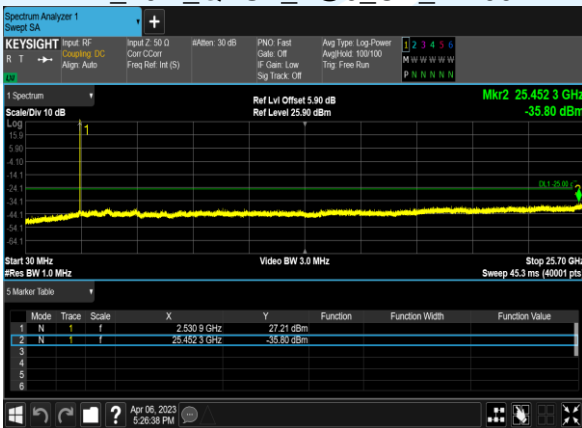 Spectrum Analyzer 1
Swept SA
KEYSIGHT Input: RF Input Z: 50 Ω #Atten: 30 dB PNO: Fast Avg Type: Log-Power 1 2 3 4 5 6
R T Coupling: DC Corr CCorr Gate: Off Avg|Hold: 100/100 M W W W W W
Align: Auto Freq Ref: Int (S) IF Gain: Low Trig: Free Run
LW Sig Track: Off P N N N N N
1 Spectrum Ref Lvl Offset 5.90 dB Mkr2 25.452 3 GHz
Scale/Div 10 dB Ref Level 25.90 dBm -35.80 dBm
Log
15.9
5.90
-4.10
-14.1
-24.1
-34.1
-44.1
-54.1
-64.1
1
DL1 -25.00
2
Start 30 MHz Video BW 3.0 MHz Stop 25.70 GHz
#Res BW 1.0 MHz Sweep 45.3 ms (40001 pts
5 Marker Table
Mode Trace Scale X Y Function Function Width Function Value
1 N 1 f 2.530 9 GHz 27.21 dBm
2 N 1 f 25.452 3 GHz -35.80 dBm
3
4
5
6
? Apr 06, 2023
5:26:38 PM